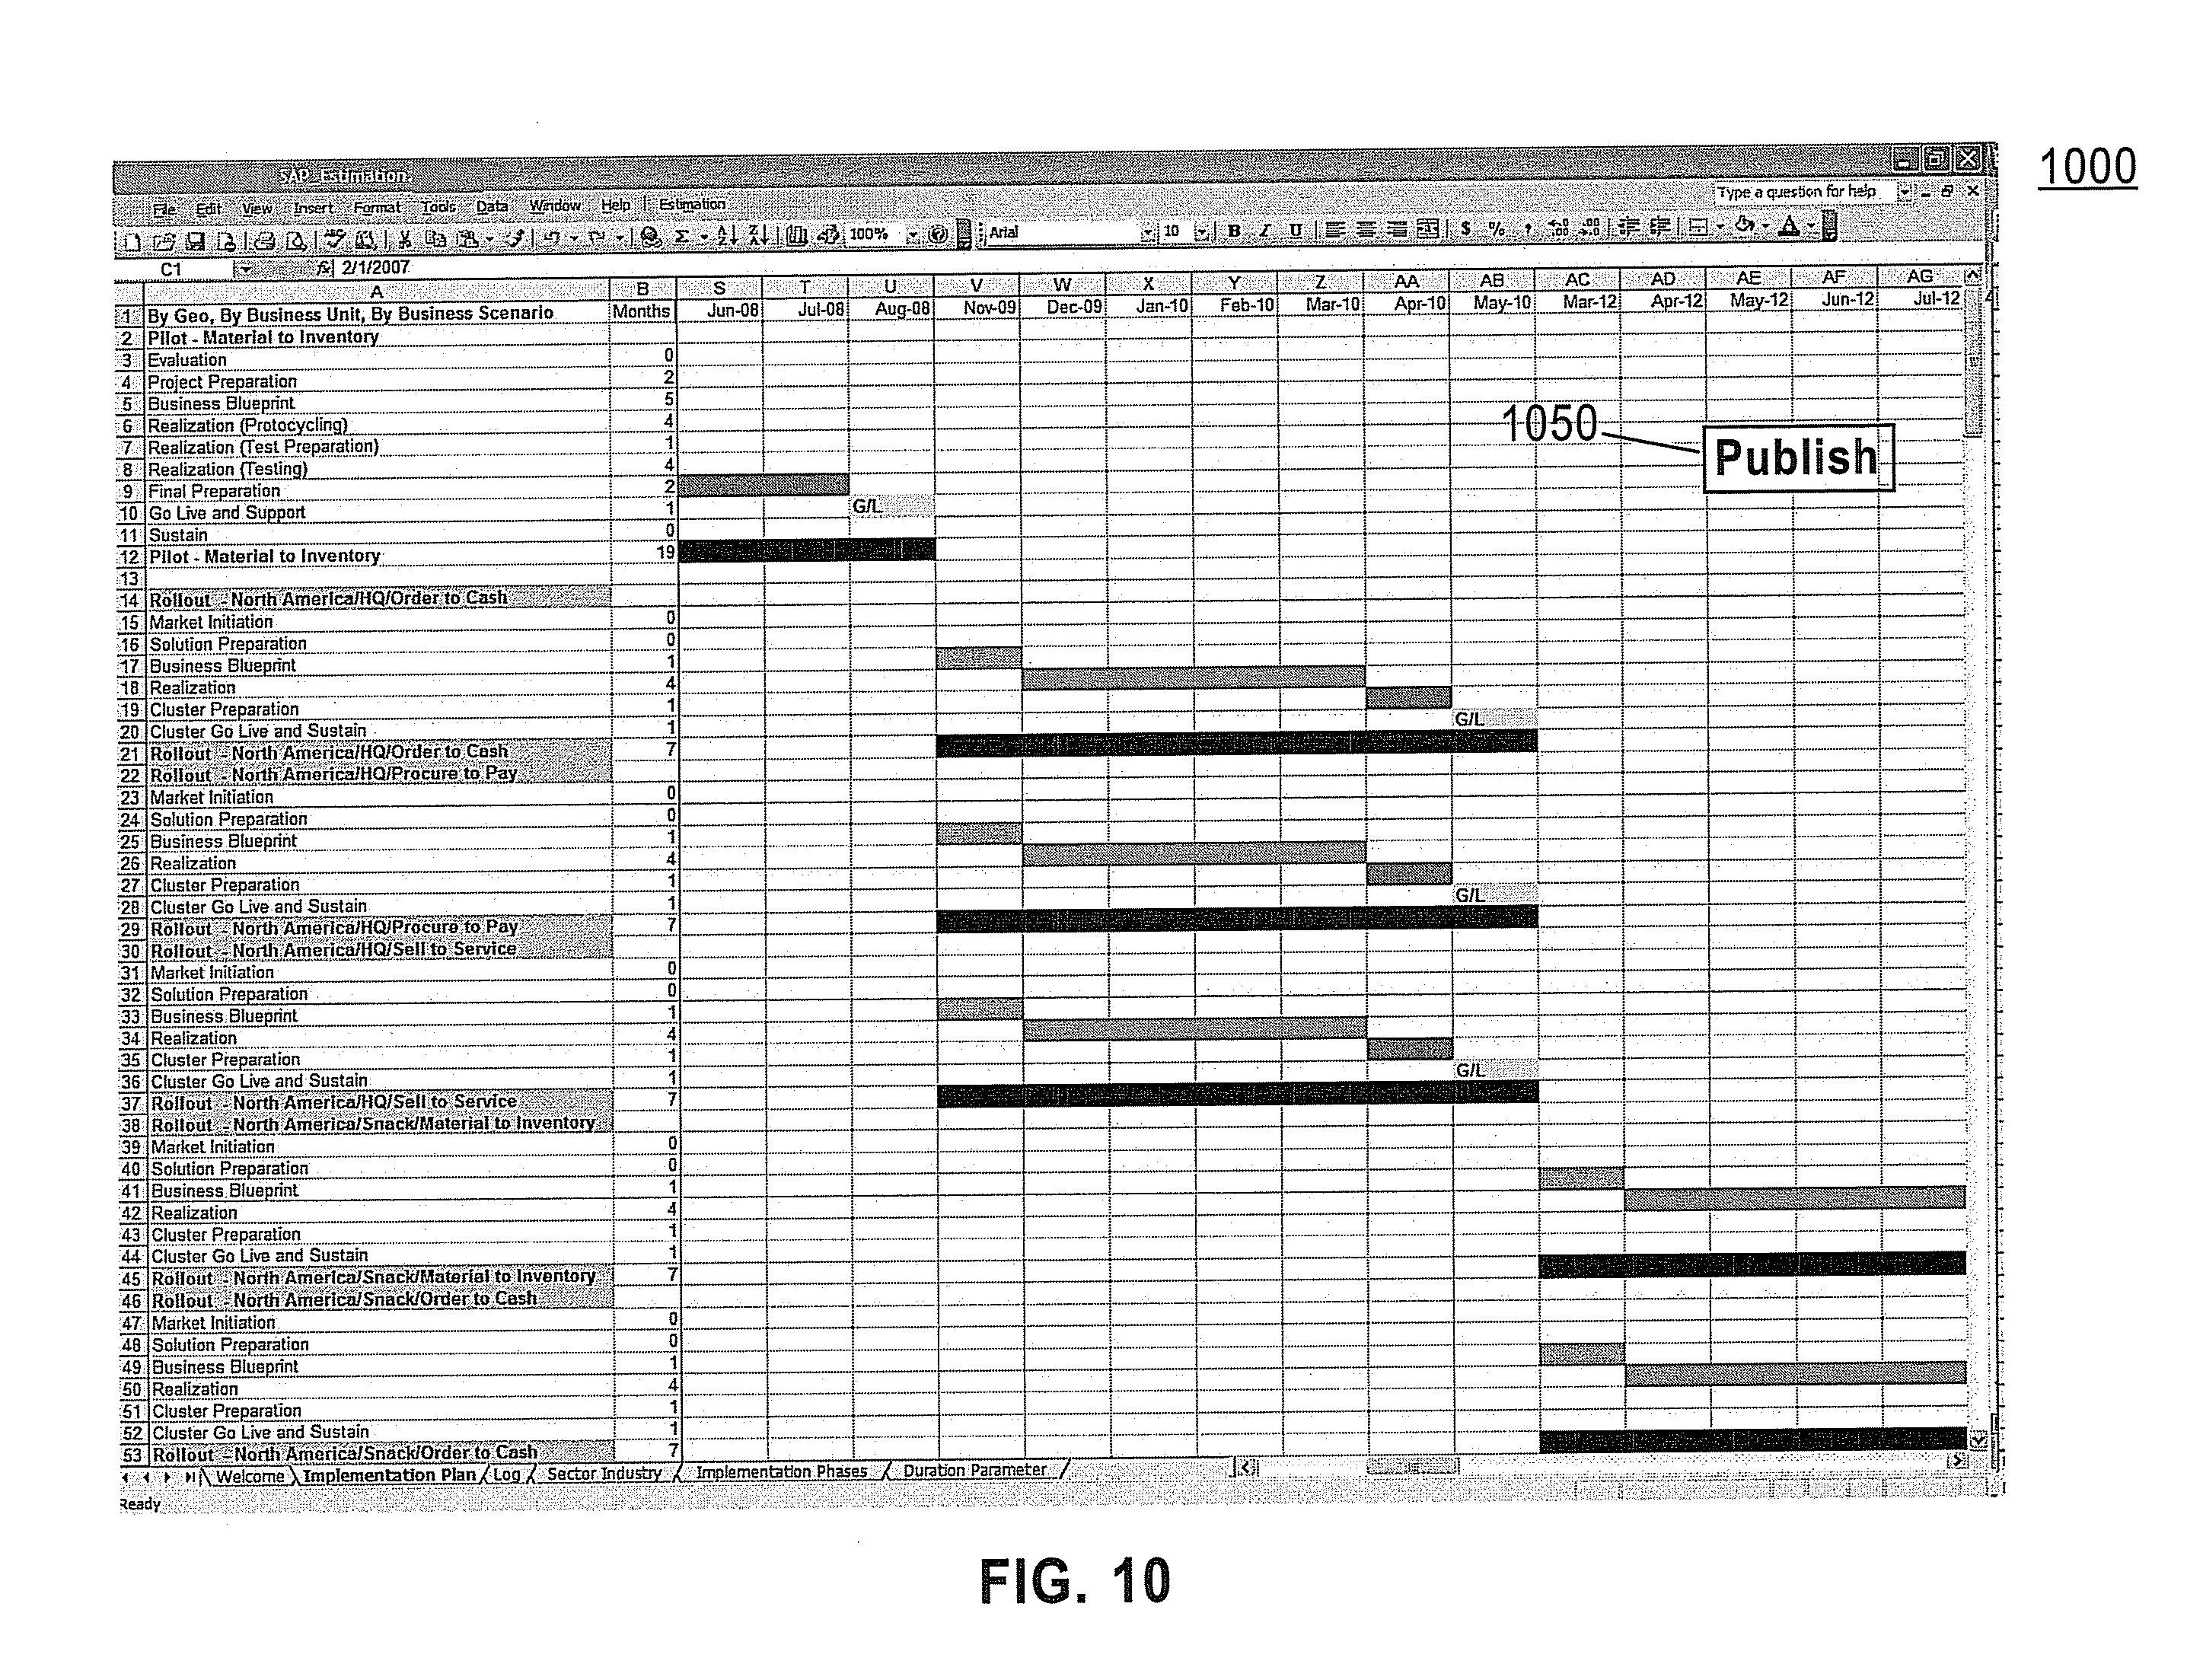 1000
SAP_Estimation
Type a question for help
File Edit View Insert Format Tools Data Window Help Estimation
100% Arial 10 B I U $ % ,
C1 fx 2/1/2007
A B S T U V W X Y Z AA AB AC AD AE AF AG
1 By Geo, By Business Unit, By Business Scenario Months Jun-08 Jul-08 Aug-08 Nov-09 Dec-09 Jan-10 Feb-10 Mar-10 Apr-10 May-10 Mar-12 Apr-12 May-12 Jun-12 Jul-12
2 Pilot - Material to Inventory
3 Evaluation 0
4 Project Preparation 2
5 Business Blueprint 5
6 Realization (Protocycling) 4
1050
7 Realization (Test Preparation) 1
Publish
8 Realization (Testing) 4
9 Final Preparation 2
10 Go Live and Support 1 G/L
11 Sustain 0
12 Pilot - Material to Inventory 19
13
14 Rollout - North America/HQ/Order to Cash
15 Market Initiation 0
16 Solution Preparation 0
17 Business Blueprint 1
18 Realization 4
19 Cluster Preparation 1
20 Cluster Go Live and Sustain 1 G/L
21 Rollout - North America/HQ/Order to Cash 7
22 Rollout - North America/HQ/Procure to Pay
23 Market Initiation 0
24 Solution Preparation 0
25 Business Blueprint 1
26 Realization 4
27 Cluster Preparation 1
28 Cluster Go Live and Sustain 1 G/L
29 Rollout - North America/HQ/Procure to Pay 7
30 Rollout - North America/HQ/Sell to Service
31 Market Initiation 0
32 Solution Preparation 0
33 Business Blueprint 1
34 Realization 4
35 Cluster Preparation 1
36 Cluster Go Live and Sustain 1 G/L
37 Rollout - North America/HQ/Sell to Service 7
38 Rollout - North America/Snack/Material to Inventory
39 Market Initiation 0
40 Solution Preparation 0
41 Business Blueprint 1
42 Realization 4
43 Cluster Preparation 1
44 Cluster Go Live and Sustain 1
45 Rollout - North America/Snack/Material to Inventory 7
46 Rollout - North America/Snack/Order to Cash
47 Market Initiation 0
48 Solution Preparation 0
49 Business Blueprint 1
50 Realization 4
51 Cluster Preparation 1
52 Cluster Go Live and Sustain 1
53 Rollout - North America/Snack/Order to Cash 7
Welcome Implementation Plan Log Sector Industry Implementation Phases Duration Parameter
Ready
FIG. 10